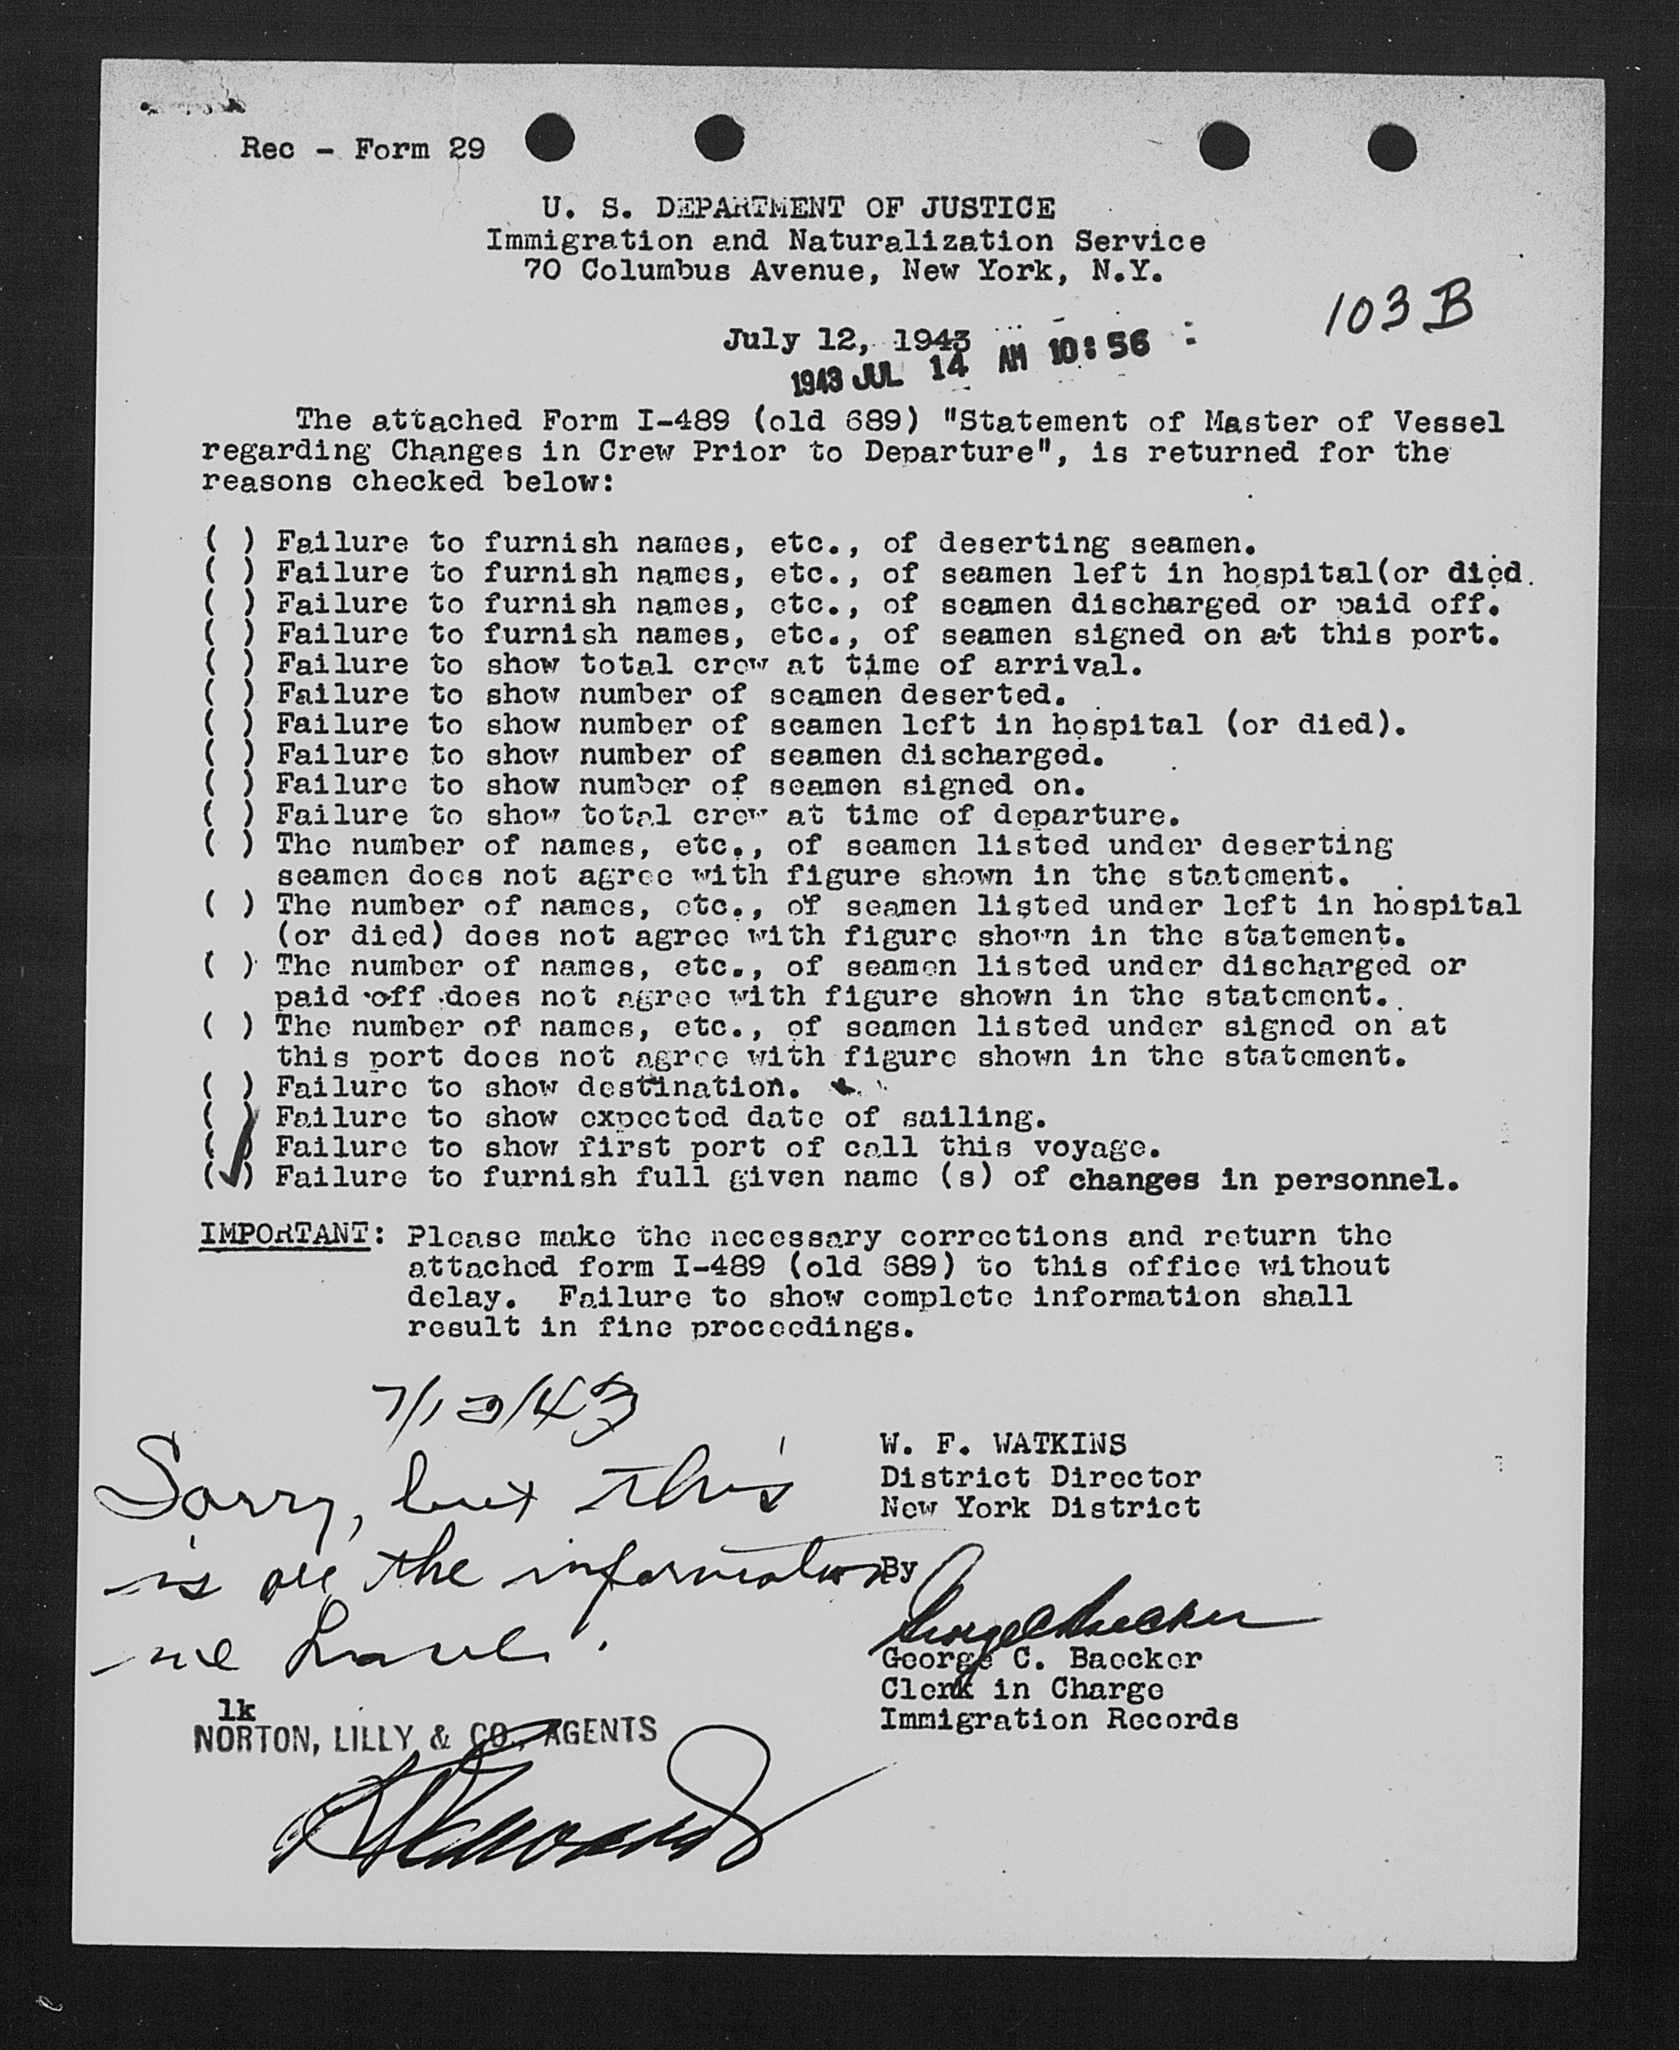 Rec - Form 29
U. S. DEPARTMENT OF JUSTICE
Immigration and Naturalization Service
70 Columbus Avenue, New York, N.Y.
103 B
July 12, 1943
1943 JUL 14 AM 10:56
The attached Form I-489 (old 689) "Statement of Master of Vessel
regarding Changes in Crew Prior to Departure", is returned for the
reasons checked below:
( ) Failure to furnish names, etc., of deserting seamen.
( ) Failure to furnish names, etc., of seamen left in hospital(or died.
( ) Failure to furnish names, etc., of seamen discharged or paid off.
( ) Failure to furnish names, etc., of seamen signed on at this port.
( ) Failure to show total crew at time of arrival.
( ) Failure to show number of seamen deserted.
( ) Failure to show number of seamen left in hospital (or died).
( ) Failure to show number of seamen discharged.
( ) Failure to show number of seamen signed on.
( ) Failure to show total crew at time of departure.
( ) The number of names, etc., of seamen listed under deserting
seamen does not agree with figure shown in the statement.
( ) The number of names, etc., of seamen listed under left in hospital
(or died) does not agree with figure shown in the statement.
( ) The number of names, etc., of seamen listed under discharged or
paid off does not agree with figure shown in the statement.
( ) The number of names, etc., of seamen listed under signed on at
this port does not agree with figure shown in the statement.
( ) Failure to show destination.
( ) Failure to show expected date of sailing.
( ) Failure to show first port of call this voyage.
(✓) Failure to furnish full given name (s) of changes in personnel.
IMPORTANT: Please make the necessary corrections and return the
attached form I-489 (old 689) to this office without
delay. Failure to show complete information shall
result in fine proceedings.
7/13/43
Sorry, but this
is all the information
we have.
W. F. WATKINS
District Director
New York District
By
George C Baecker
George C. Baecker
Clerk in Charge
Immigration Records
lk
NORTON, LILLY & CO., AGENTS